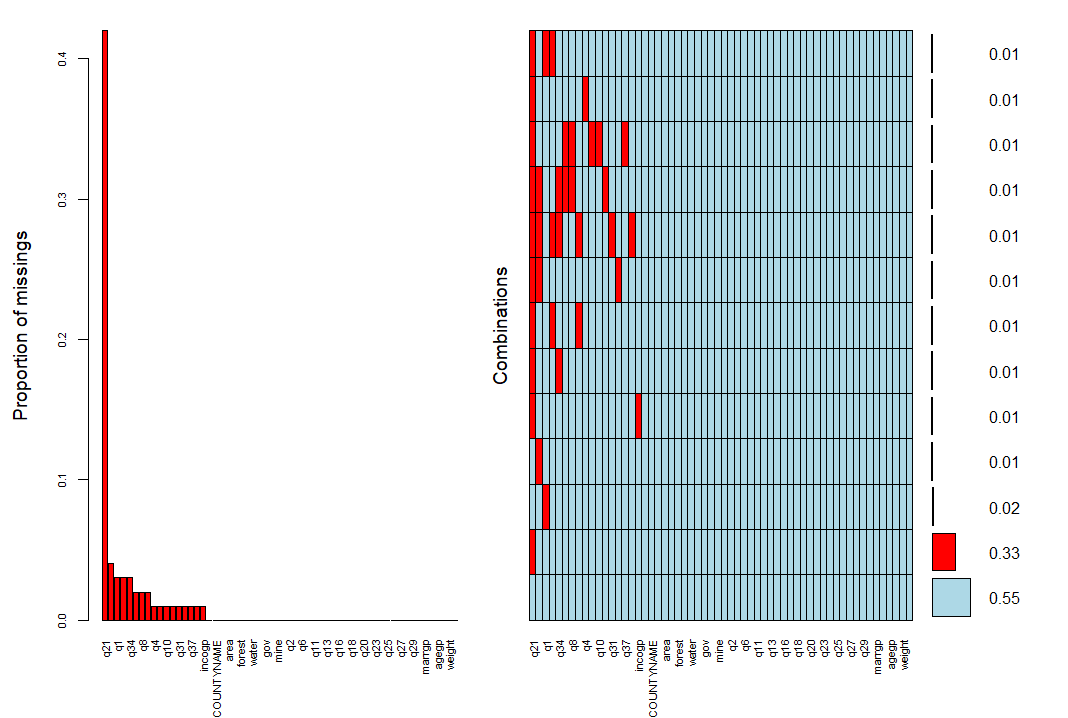 Proportion of missings
0.4
0.3
0.2
0.1
0.0
q21
q1
q34
q8
q4
q10
q31
q37
incogp
COUNTYNAME
area
forest
water
gov
mine
q2
q6
q11
q13
q16
q18
q20
q23
q25
q27
q29
marrgp
agegp
weight
Combinations
0.01
0.01
0.01
0.01
0.01
0.01
0.01
0.01
0.01
0.01
0.02
0.33
0.55
q21
q1
q34
q8
q4
q10
q31
q37
incogp
COUNTYNAME
area
forest
water
gov
mine
q2
q6
q11
q13
q16
q18
q20
q23
q25
q27
q29
marrgp
agegp
weight